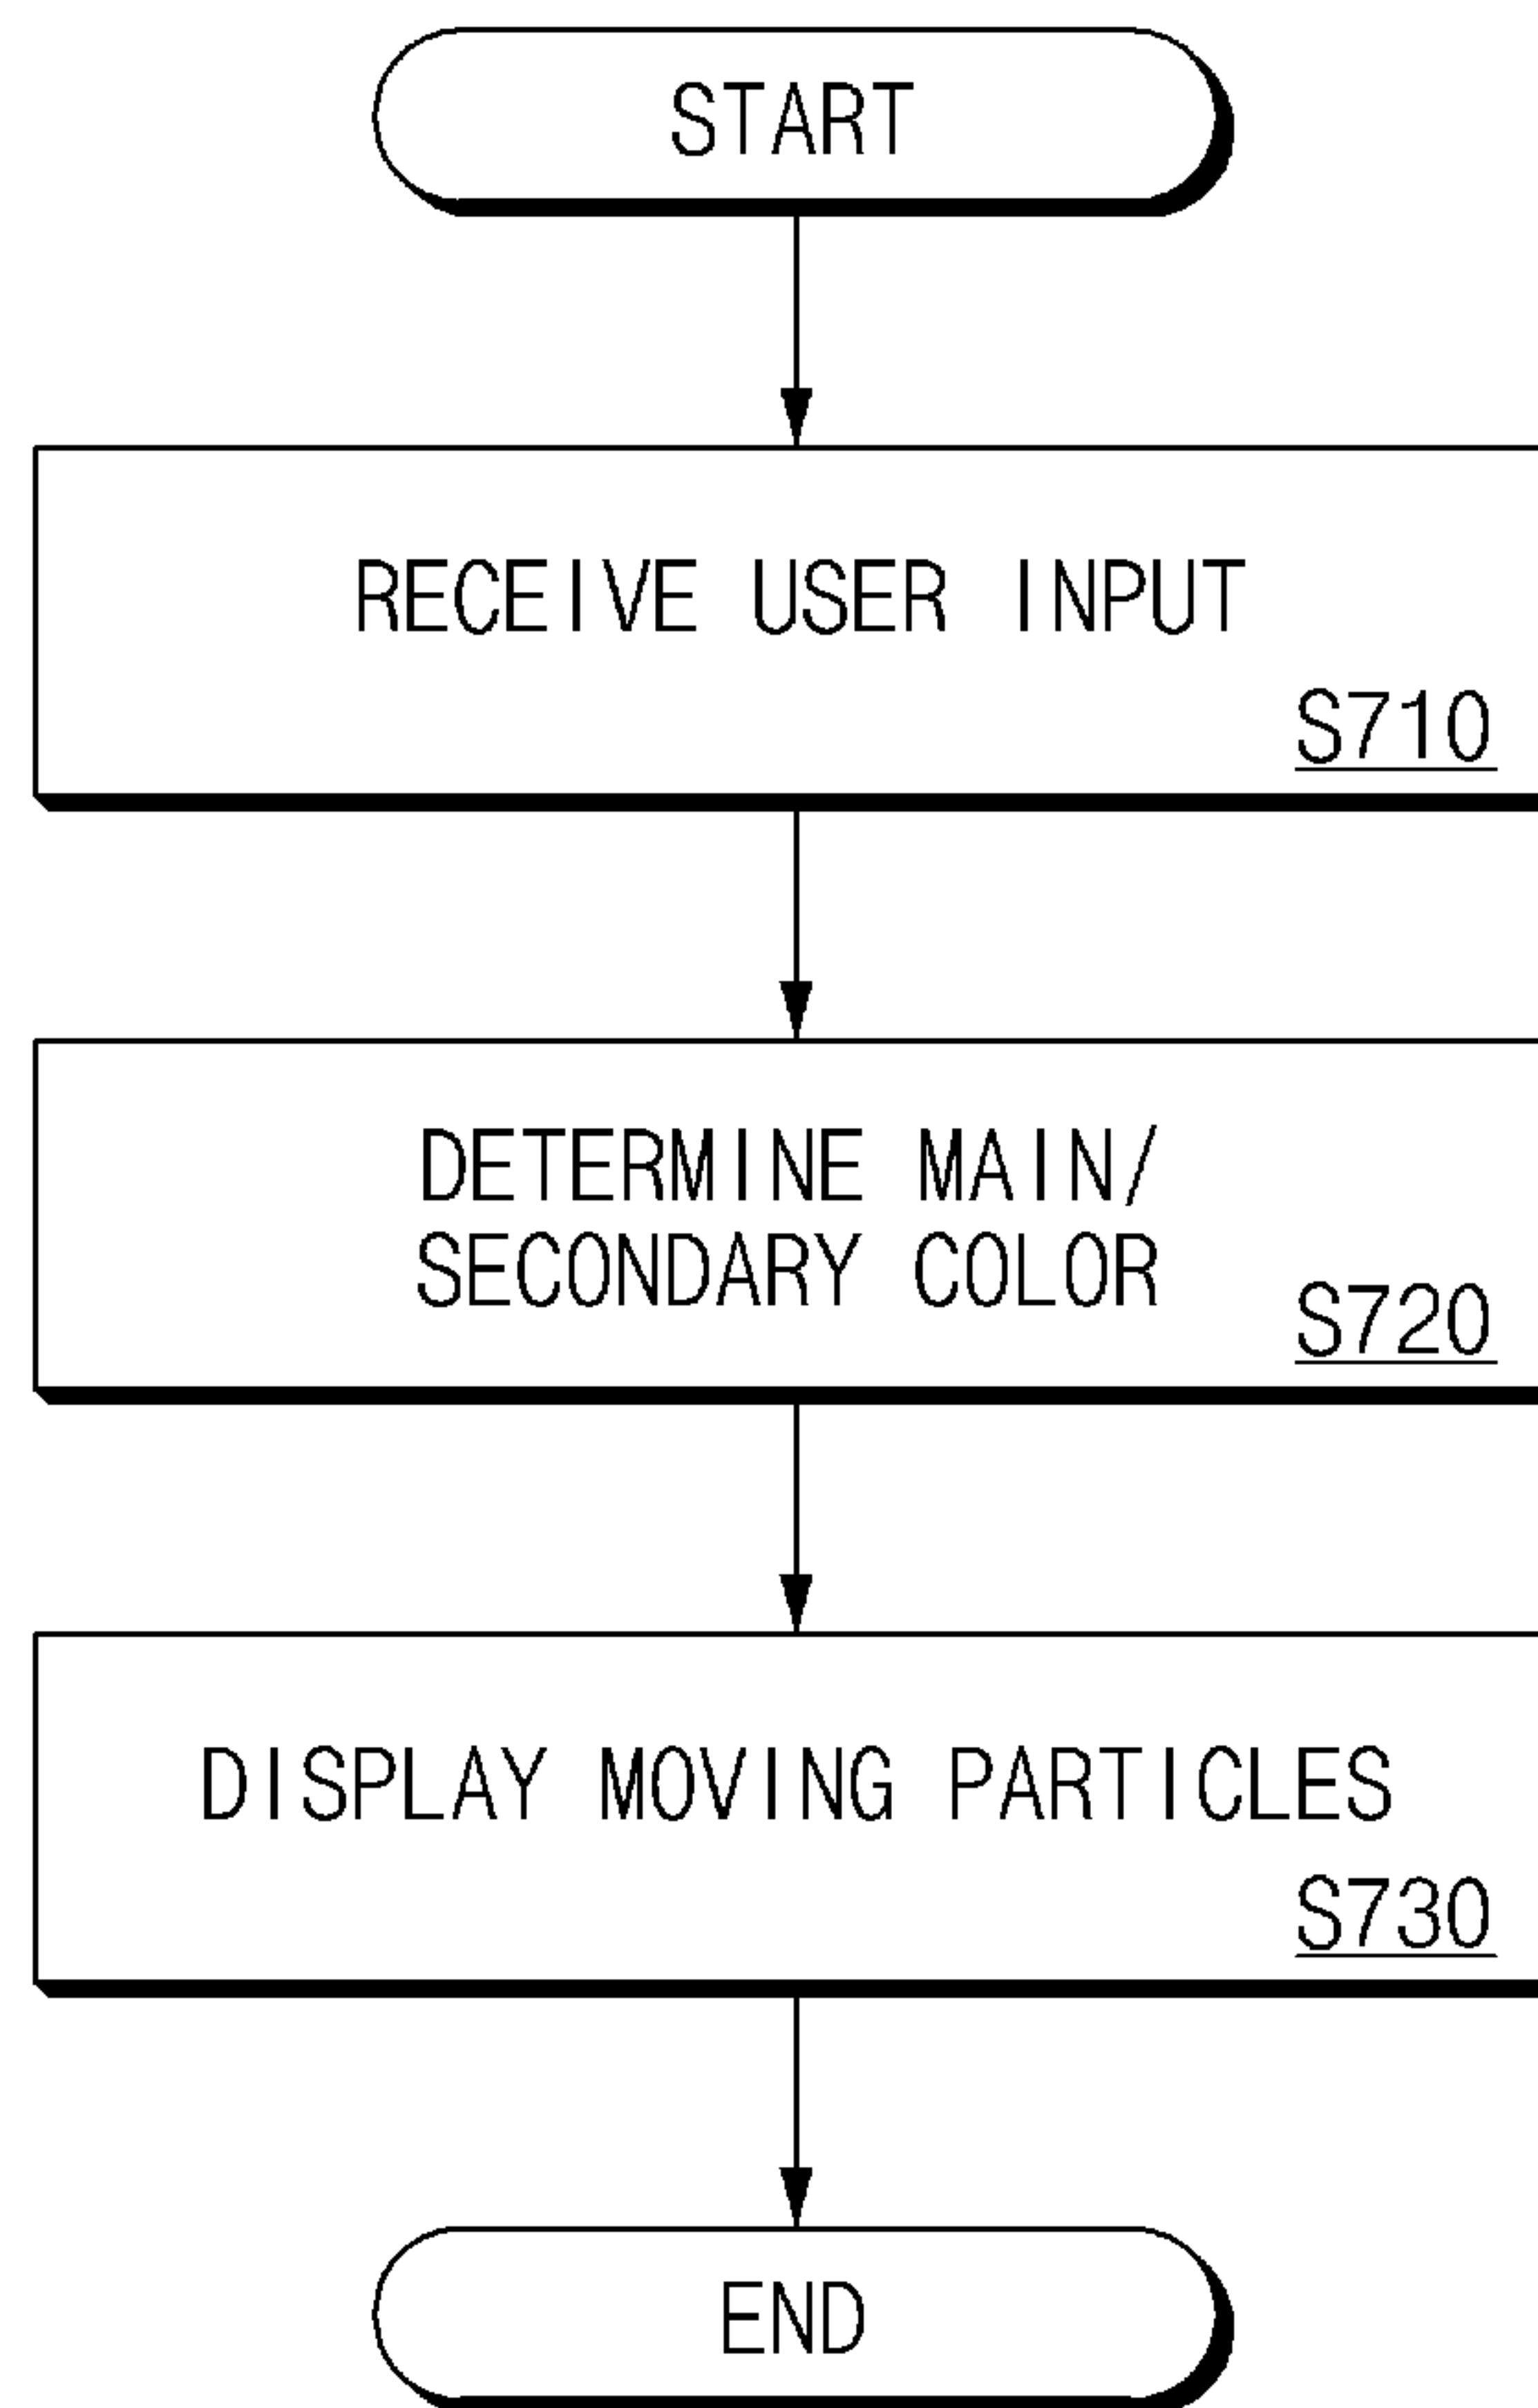 START
RECEIVE USER INPUT
S710
DETERMINE MAIN/
SECONDARY COLOR
S720
DISPLAY MOVING PARTICLES
S730
END